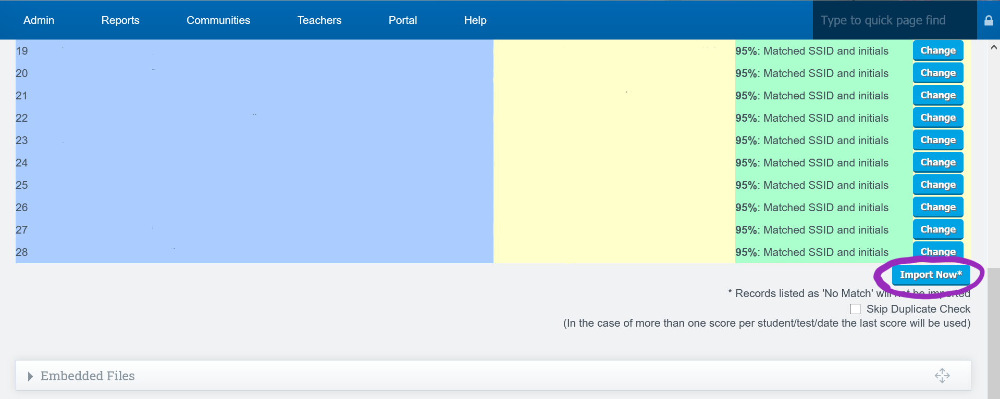 Admin Reports Communities Teachers Portal Help Type to quick page find
19 95%: Matched SSID and initials Change
20 95%: Matched SSID and initials Change
21 95%: Matched SSID and initials Change
22 95%: Matched SSID and initials Change
23 95%: Matched SSID and initials Change
24 95%: Matched SSID and initials Change
25 95%: Matched SSID and initials Change
26 95%: Matched SSID and initials Change
27 95%: Matched SSID and initials Change
28 95%: Matched SSID and initials Change
Import Now*
* Records listed as 'No Match' will not be imported
Skip Duplicate Check
(In the case of more than one score per student/test/date the last score will be used)
Embedded Files